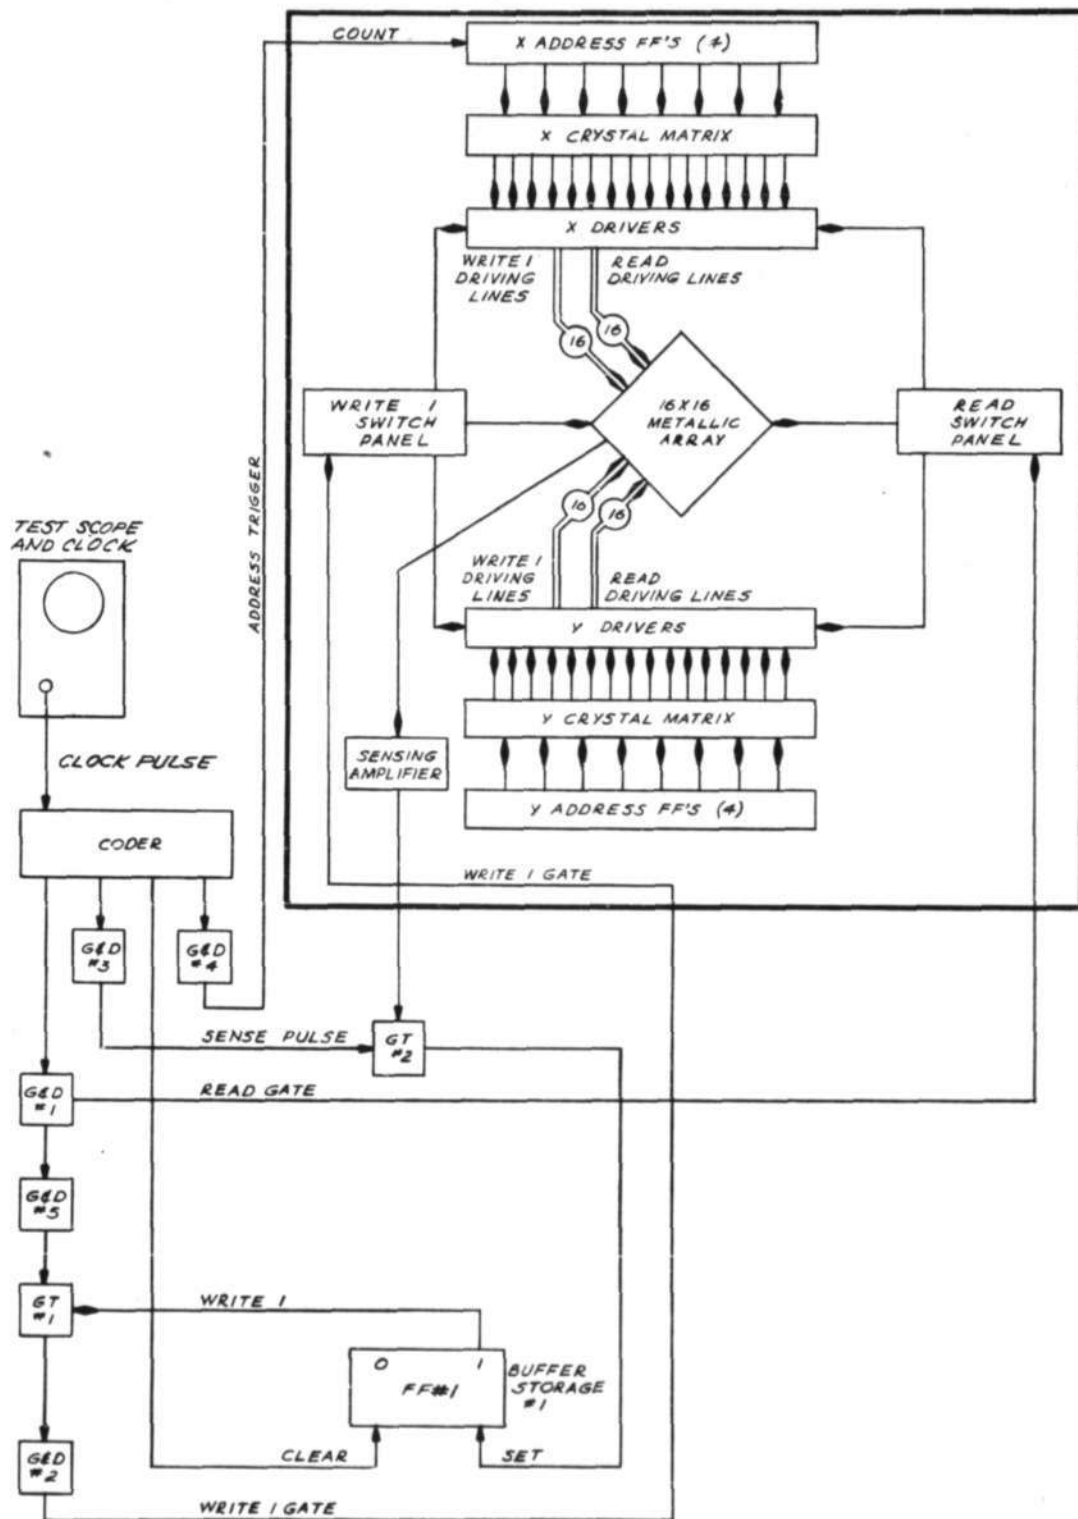 COUNT
X ADDRESS FF'S (4)
X CRYSTAL MATRIX
X DRIVERS
WRITE 1
DRIVING
LINES
READ
DRIVING LINES
16
16
WRITE 1
SWITCH
PANEL
16X16
METALLIC
ARRAY
READ
SWITCH
PANEL
ADDRESS TRIGGER
16
16
TEST SCOPE
AND CLOCK
WRITE 1
DRIVING
LINES
READ
DRIVING LINES
Y DRIVERS
Y CRYSTAL MATRIX
CLOCK PULSE
SENSING
AMPLIFIER
Y ADDRESS FF'S (4)
CODER
WRITE 1 GATE
G&D
#3
G&D
#4
SENSE PULSE
GT
#2
G&D
#1
READ GATE
G&D
#5
GT
#1
WRITE 1
0 1
FF#1
BUFFER
STORAGE
#1
CLEAR
SET
G&D
#2
WRITE 1 GATE